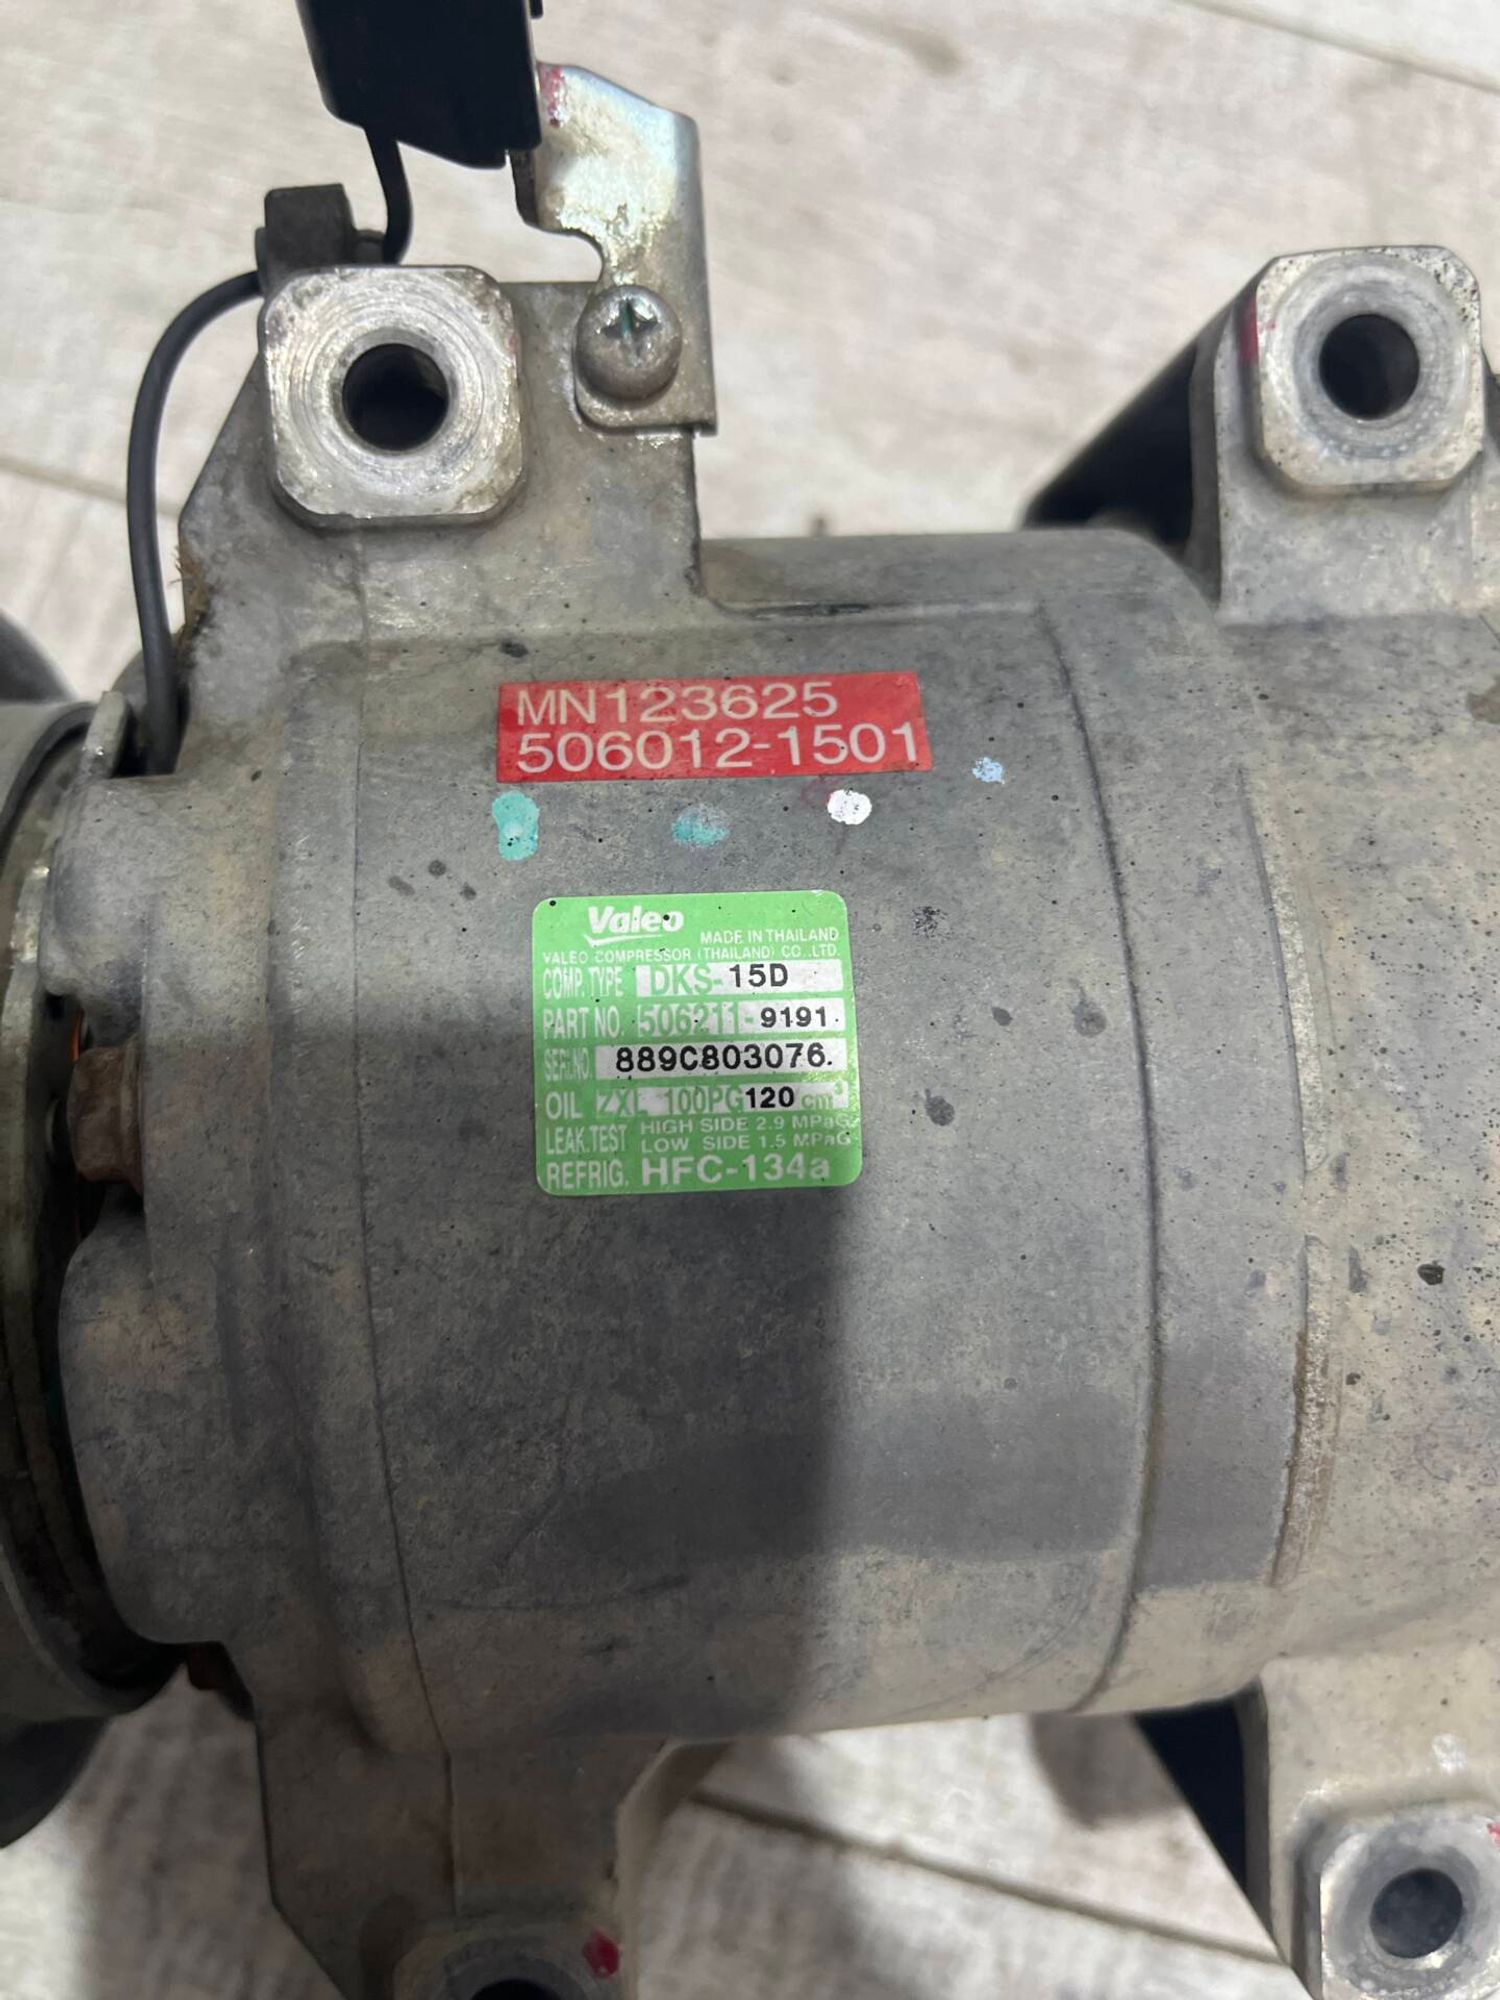 MN123625
506012-1501
Valeo MADE IN THAILAND
VALEO COMPRESSOR (THAILAND) CO.,LTD.
COMP. TYPE DKS-15D
PART NO. 506211-9191
SERI.NO. 889C803076.
OIL ZXL 100PG 120 cm³
LEAK.TEST HIGH SIDE 2.9 MPaG
LOW SIDE 1.5 MPaG
REFRIG. HFC-134a